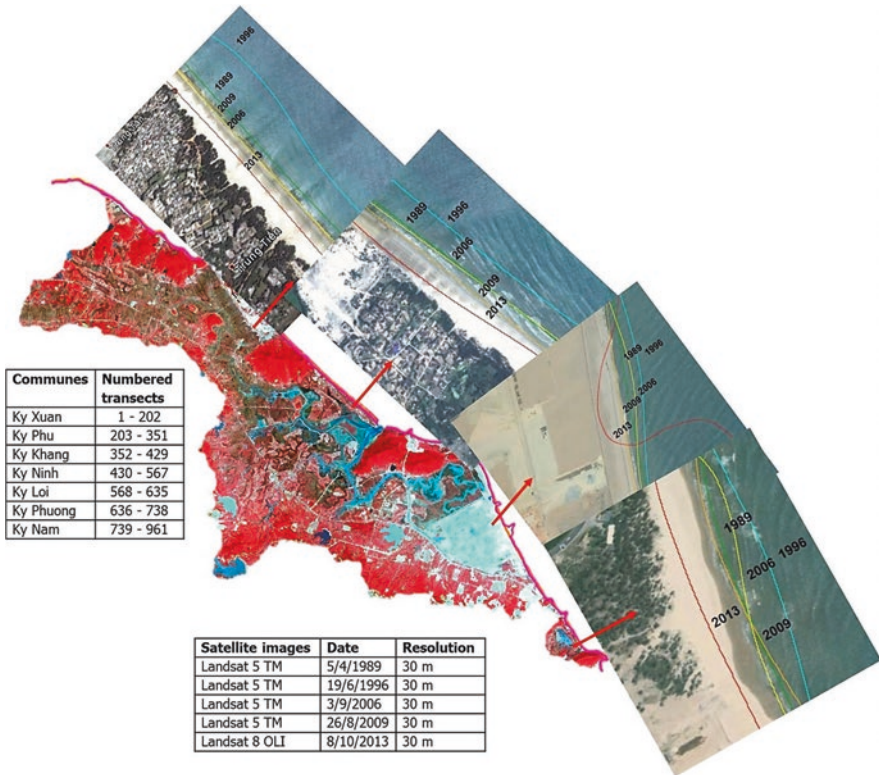 1996
1989
2009
2006
2013
1989
1996
2006
2009
2013
1989
1996
2006
2009
2013
1989
2006
1996
2013
2009
Communes Numbered transects
Ky Xuan 1 - 202
Ky Phu 203 - 351
Ky Khang 352 - 429
Ky Ninh 430 - 567
Ky Loi 568 - 635
Ky Phuong 636 - 738
Ky Nam 739 - 961
Satellite images Date Resolution
Landsat 5 TM 5/4/1989 30 m
Landsat 5 TM 19/6/1996 30 m
Landsat 5 TM 3/9/2006 30 m
Landsat 5 TM 26/8/2009 30 m
Landsat 8 OLI 8/10/2013 30 m